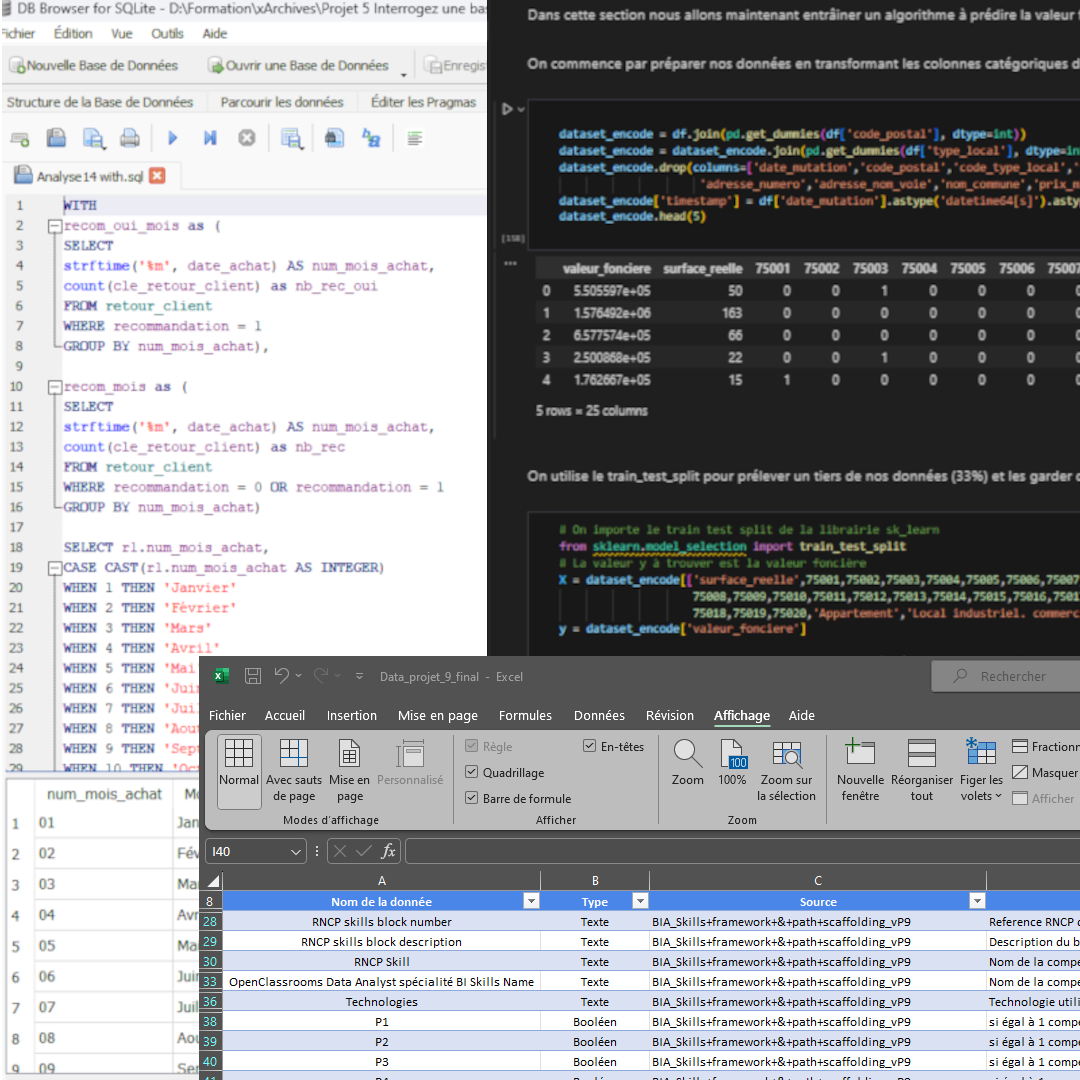 DB Browser for SQLite - D:\Formation\xArchives\Projet 5 Interrogez une bas
Fichier Édition Vue Outils Aide
Nouvelle Base de Données Ouvrir une Base de Données Enregis
Structure de la Base de Données Parcourir les données Éditer les Pragmas
Analyse14 with.sql
1 WITH
2 recom_oui_mois as (
3 SELECT
4 strftime('%m', date_achat) AS num_mois_achat,
5 count(cle_retour_client) as nb_rec_oui
6 FROM retour_client
7 WHERE recommandation = 1
8 GROUP BY num_mois_achat),
9
10 recom_mois as (
11 SELECT
12 strftime('%m', date_achat) AS num_mois_achat,
13 count(cle_retour_client) as nb_rec
14 FROM retour_client
15 WHERE recommandation = 0 OR recommandation = 1
16 GROUP BY num_mois_achat)
17
18 SELECT r1.num_mois_achat,
19 CASE CAST(r1.num_mois_achat AS INTEGER)
20 WHEN 1 THEN 'Janvier'
21 WHEN 2 THEN 'Février'
22 WHEN 3 THEN 'Mars'
23 WHEN 4 THEN 'Avril'
24 WHEN 5 THEN 'Mai'
25 WHEN 6 THEN 'Juin
26 WHEN 7 THEN 'Juil
27 WHEN 8 THEN 'Aout
28 WHEN 9 THEN 'Sept
29 WHEN 10 THEN 'Oct
num_mois_achat Mo
1 01 Jan
2 02 Fév
3 03 Mar
4 04 Avr
5 05 Mai
6 06 Juin
7 07 Juil
8 08 Aou
9 09 Sep
Dans cette section nous allons maintenant entrâiner un algorithme à prédire la valeur f
On commence par préparer nos données en transformant les colonnes catégoriques d
dataset_encode = df.join(pd.get_dummies(df['code_postal'], dtype=int))
dataset_encode = dataset_encode.join(pd.get_dummies(df['type_local'], dtype=int
dataset_encode.drop(columns=['date_mutation','code_postal','code_type_local','
'adresse_numero','adresse_nom_voie','nom_commune','prix_m
dataset_encode['timestamp'] = df['date_mutation'].astype('datetime64[s]').astyp
dataset_encode.head(5)
[158]
...
valeur_fonciere surface_reelle 75001 75002 75003 75004 75005 75006 75007
0 5.505597e+05 50 0 0 1 0 0 0 0
1 1.576492e+06 163 0 0 0 0 0 0 0
2 6.577574e+05 66 0 0 0 0 0 0 0
3 2.500868e+05 22 0 0 1 0 0 0 0
4 1.762667e+05 15 1 0 0 0 0 0 0
5 rows × 25 columns
On utilise le train_test_split pour prélever un tiers de nos données (33%) et les garder
# On importe le train test split de la librairie sk_learn
from sklearn.model_selection import train_test_split
# La valeur y à trouver est la valeur foncière
X = dataset_encode[['surface_reelle',75001,75002,75003,75004,75005,75006,75007
75008,75009,75010,75011,75012,75013,75014,75015,75016,7501
75018,75019,75020,'Appartement','Local industriel. commerc
y = dataset_encode['valeur_fonciere']
Data_projet_9_final - Excel Rechercher
Fichier Accueil Insertion Mise en page Formules Données Révision Affichage Aide
Normal Avec sauts de page Mise en page Personnalisé
Modes d'affichage
Règle En-têtes
Quadrillage
Barre de formule
Afficher
Zoom 100% Zoom sur la sélection
100
Zoom
Nouvelle fenêtre Réorganiser tout Figer les volets
Fractionn
Masquer
Afficher
I40 fx
A B C
8 Nom de la donnée Type Source
28 RNCP skills block number Texte BIA_Skills+framework+&+path+scaffolding_vP9 Reference RNCP
29 RNCP skills block description Texte BIA_Skills+framework+&+path+scaffolding_vP9 Description du b
30 RNCP Skill Texte BIA_Skills+framework+&+path+scaffolding_vP9 Nom de la compé
33 OpenClassrooms Data Analyst spécialité BI Skills Name Texte BIA_Skills+framework+&+path+scaffolding_vP9 Nom de la compé
36 Technologies Texte BIA_Skills+framework+&+path+scaffolding_vP9 Technologie utili
38 P1 Booléen BIA_Skills+framework+&+path+scaffolding_vP9 si égal à 1 compé
39 P2 Booléen BIA_Skills+framework+&+path+scaffolding_vP9 si égal à 1 compé
40 P3 Booléen BIA_Skills+framework+&+path+scaffolding_vP9 si égal à 1 compé